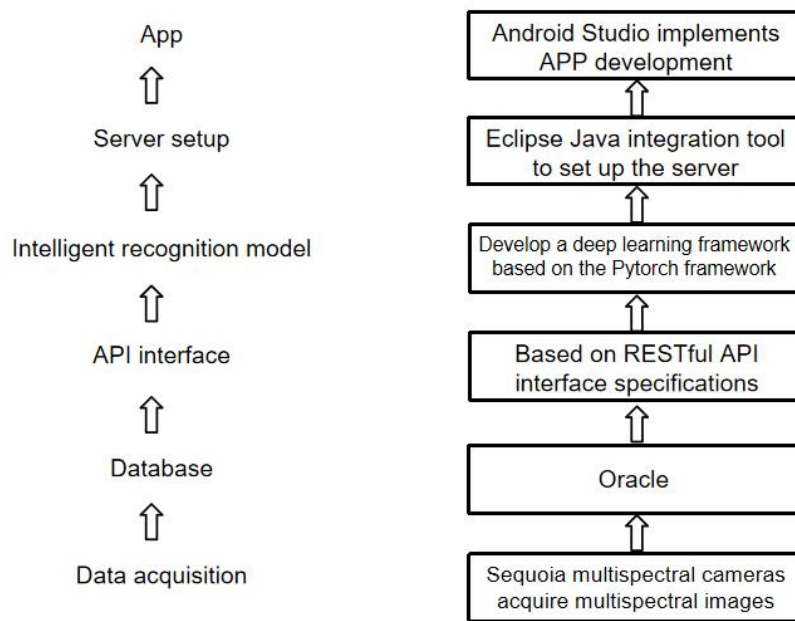 App
Android Studio implements
APP development
Server setup
Eclipse Java integration tool
to set up the server
Intelligent recognition model
Develop a deep learning framework
based on the Pytorch framework
API interface
Based on RESTful API
interface specifications
Database
Oracle
Data acquisition
Sequoia multispectral cameras
acquire multispectral images